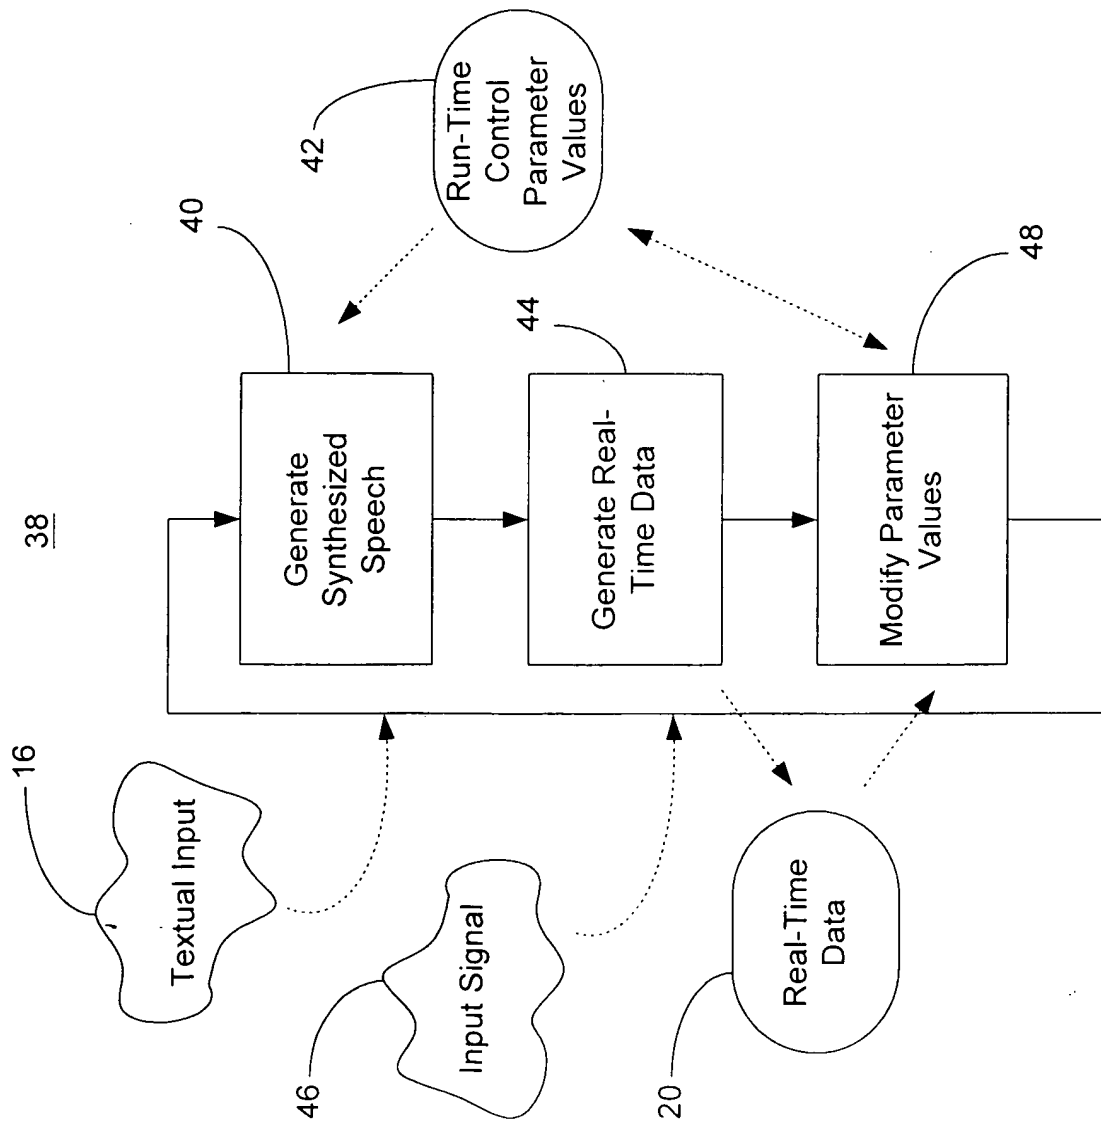 38
16
Textual Input
46
Input Signal
20
Real-Time
Data
40
Generate
Synthesized
Speech
44
Generate Real-
Time Data
48
Modify Parameter
Values
42
Run-Time
Control
Parameter
Values